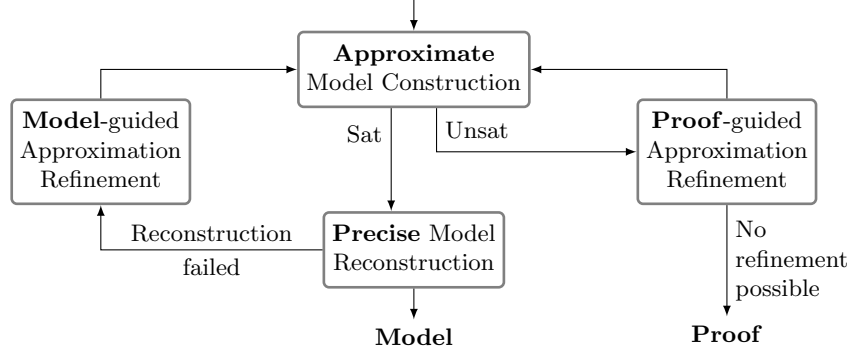 Approximate
Model Construction
Model-guided
Approximation
Refinement
Sat
Unsat
Proof-guided
Approximation
Refinement
Reconstruction
failed
Precise Model
Reconstruction
No
refinement
possible
Model
Proof